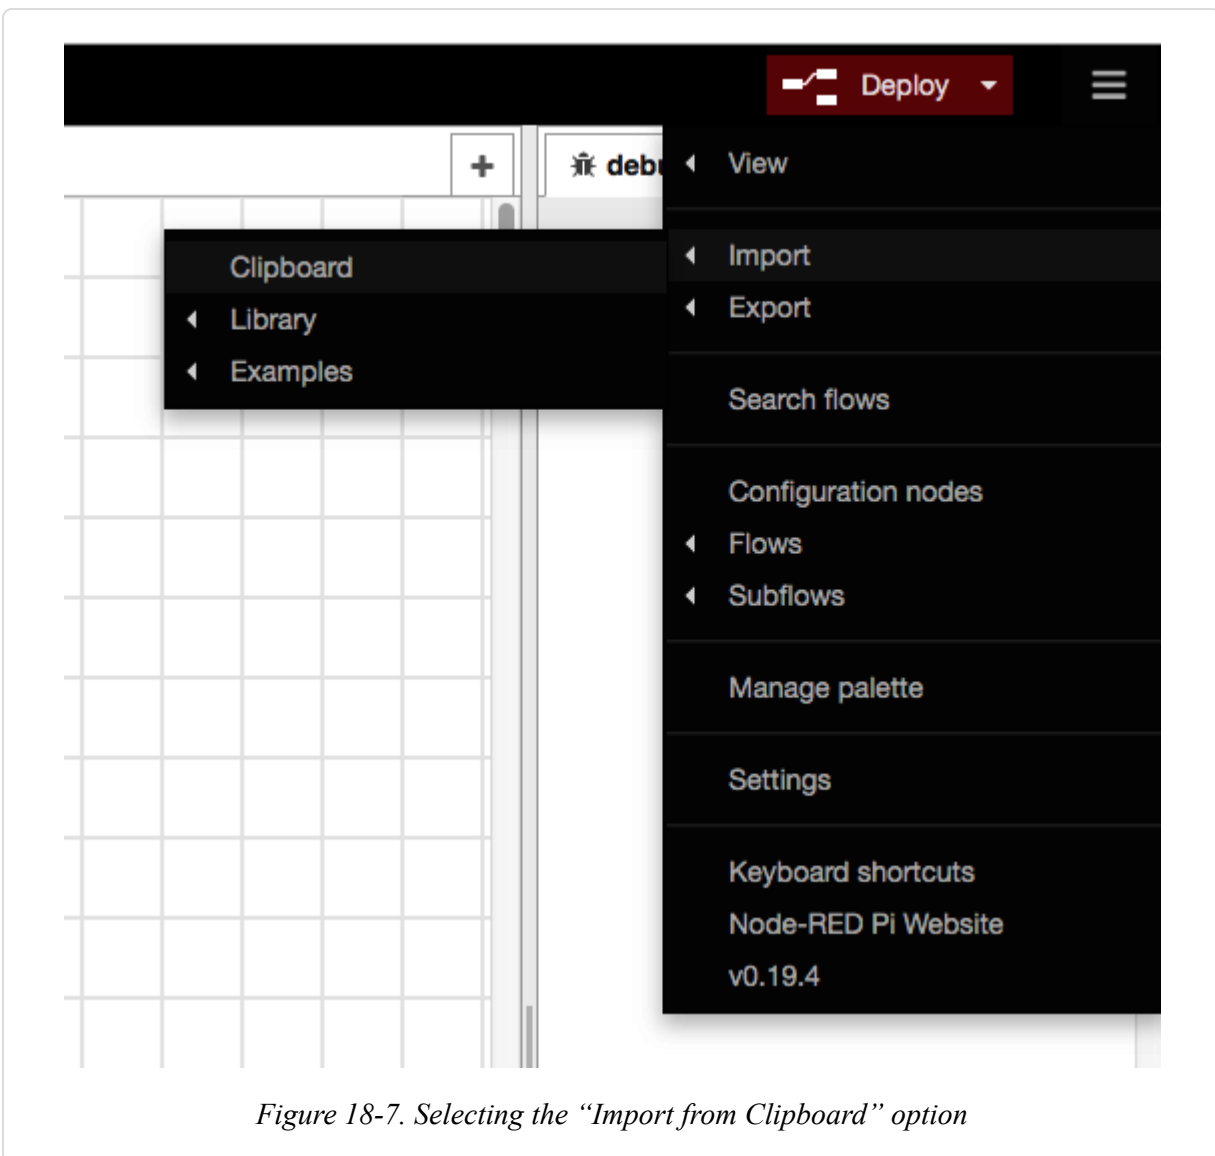 Deploy
debu
View
Import
Export
Clipboard
Library
Examples
Search flows
Configuration nodes
Flows
Subflows
Manage palette
Settings
Keyboard shortcuts
Node-RED Pi Website
v0.19.4
Figure 18-7. Selecting the “Import from Clipboard” option